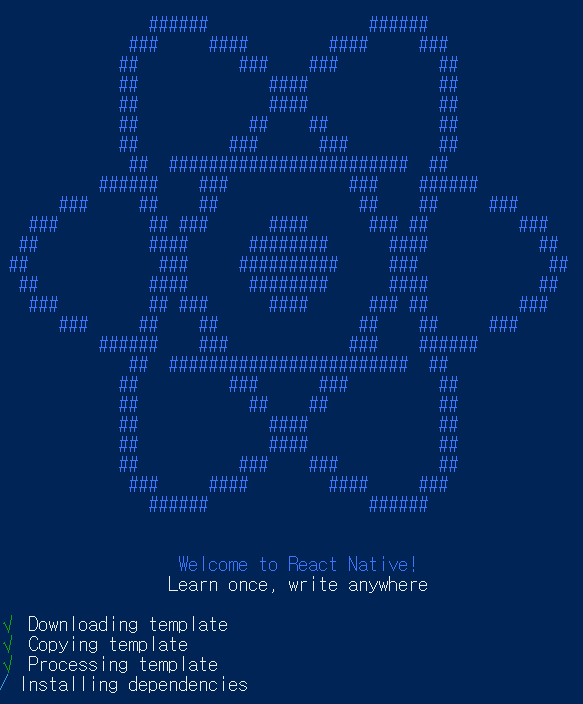 Welcome to React Native!
Learn once, write anywhere
√ Downloading template
√ Copying template
√ Processing template
/ Installing dependencies